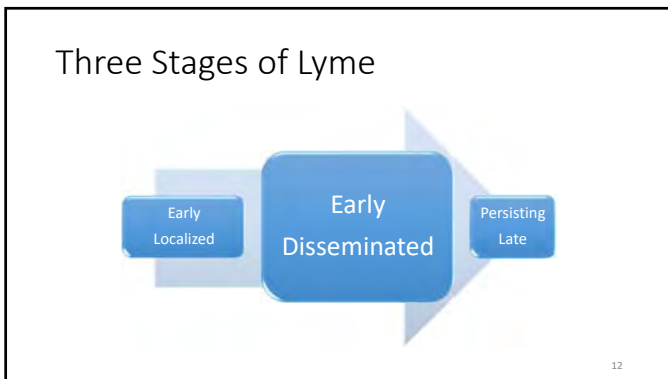 Three Stages of Lyme
Early
Localized
Early
Disseminated
Persisting
Late
12